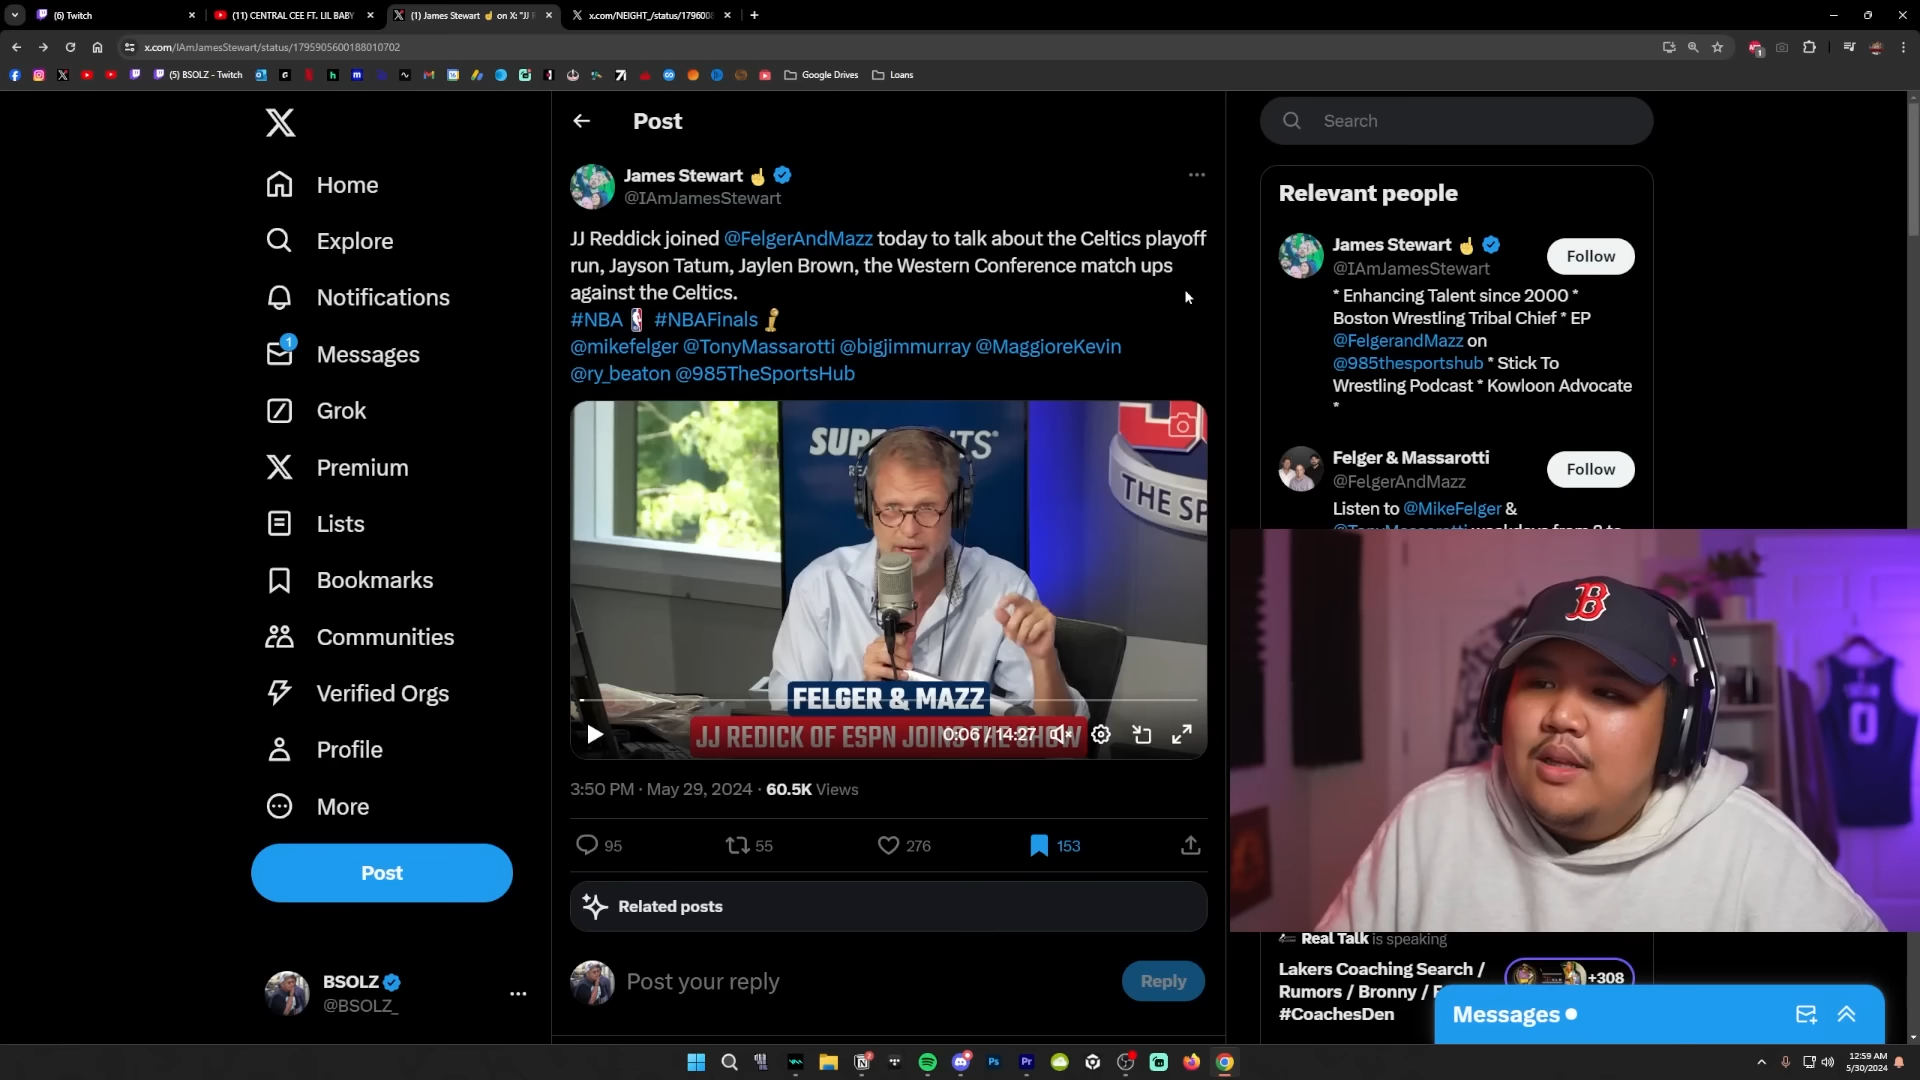 (6) Twitch
(11) CENTRAL CEE FT. LIL BABY
(1) James Stewart ☝ on X: "JJ R
x.com/NEIGHT_/status/179600
x.com/IAmJamesStewart/status/1795905600188010702
(5) BSOLZ - Twitch
Google Drives
Loans
Home
Explore
Notifications
1
Messages
Grok
Premium
Lists
Bookmarks
Communities
Verified Orgs
Profile
More
Post
BSOLZ
@BSOLZ_
Post
James Stewart ☝
@IAmJamesStewart
JJ Reddick joined @FelgerAndMazz today to talk about the Celtics playoff
run, Jayson Tatum, Jaylen Brown, the Western Conference match ups
against the Celtics.
#NBA #NBAFinals
@mikefelger @TonyMassarotti @bigjimmurray @MaggioreKevin
@ry_beaton @985TheSportsHub
THE SP
FELGER & MAZZ
JJ REDICK OF ESPN JOINS THE SHOW
0:06 / 14:27
3:50 PM · May 29, 2024 · 60.5K Views
95
55
276
153
Related posts
Post your reply
Reply
Search
Relevant people
James Stewart ☝
@IAmJamesStewart
Follow
* Enhancing Talent since 2000 *
Boston Wrestling Tribal Chief * EP
@FelgerandMazz on
@985thesportshub * Stick To
Wrestling Podcast * Kowloon Advocate
*
Felger & Massarotti
@FelgerAndMazz
Follow
Listen to @MikeFelger &
B
0
Real Talk is speaking
Lakers Coaching Search /
Rumors / Bronny /
#CoachesDen
+308
Messages
Ps
Pr
12:59 AM
5/30/2024